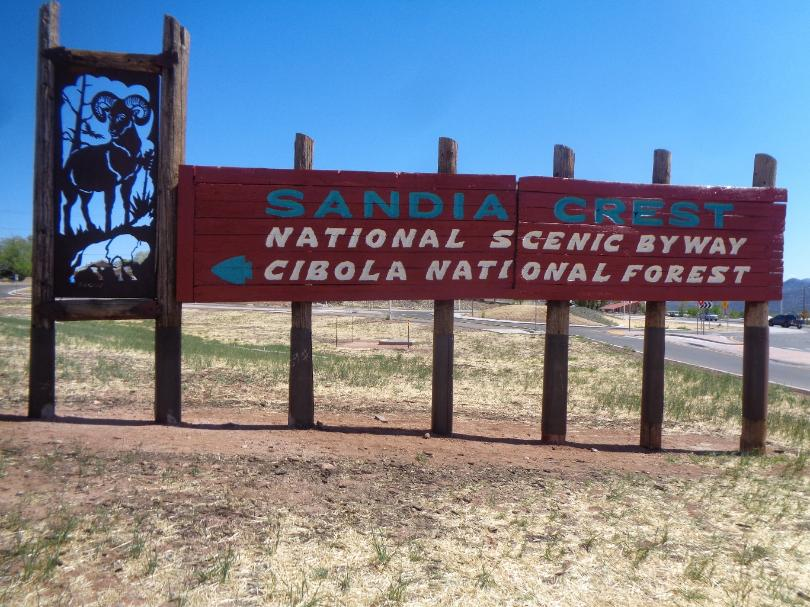 SANDIA CREST
NATIONAL SCENIC BYWAY
CIBOLA NATIONAL FOREST